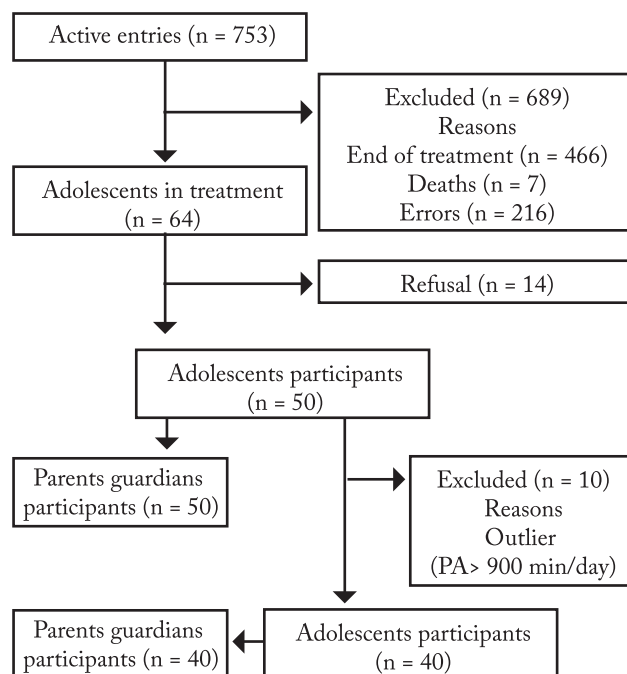 Active entries (n = 753)
Excluded (n = 689)
Reasons
End of treatment (n = 466)
Deaths (n = 7)
Errors (n = 216)
Adolescents in treatment
(n = 64)
Refusal (n = 14)
Adolescents participants
(n = 50)
Parents guardians
participants (n = 50)
Excluded (n = 10)
Reasons
Outlier
(PA> 900 min/day)
Parents guardians
participants (n = 40)
Adolescents participants
(n = 40)